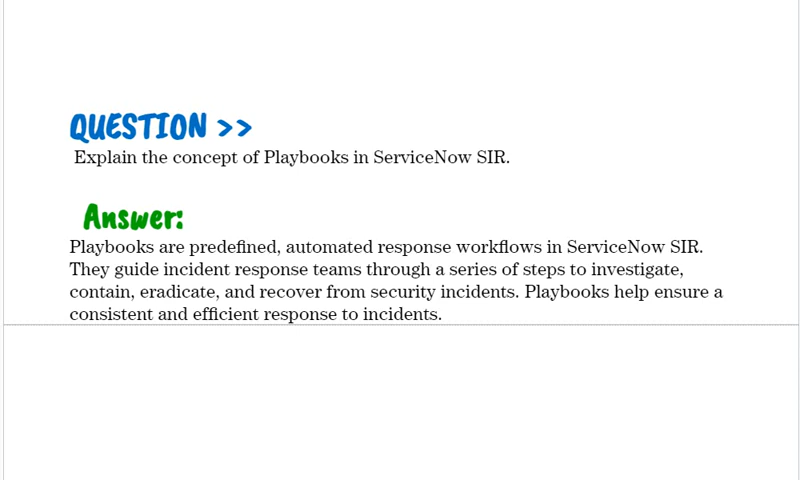 QUESTION >>
Explain the concept of Playbooks in ServiceNow SIR.
Answer:
Playbooks are predefined, automated response workflows in ServiceNow SIR.
They guide incident response teams through a series of steps to investigate,
contain, eradicate, and recover from security incidents. Playbooks help ensure a
consistent and efficient response to incidents.